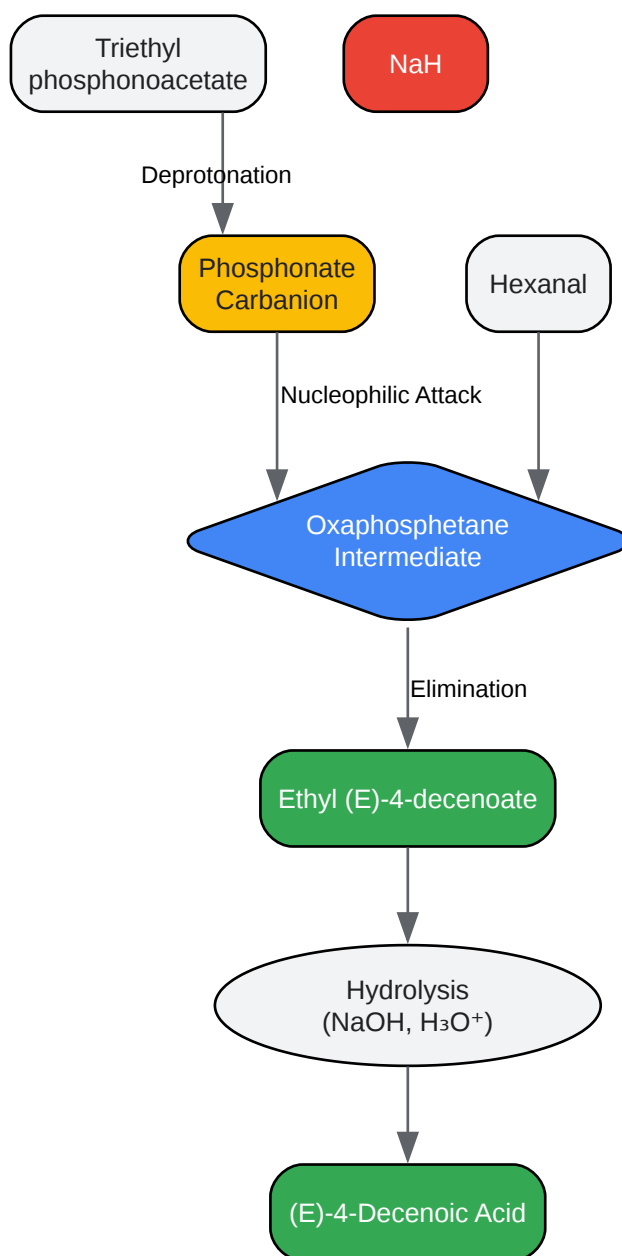 Triethyl
phosphonoacetate
NaH
Deprotonation
Phosphonate
Carbanion
Hexanal
Nucleophilic Attack
Oxaphosphetane
Intermediate
Elimination
Ethyl (E)-4-decenoate
Hydrolysis
(NaOH, H₃O⁺)
(E)-4-Decenoic Acid